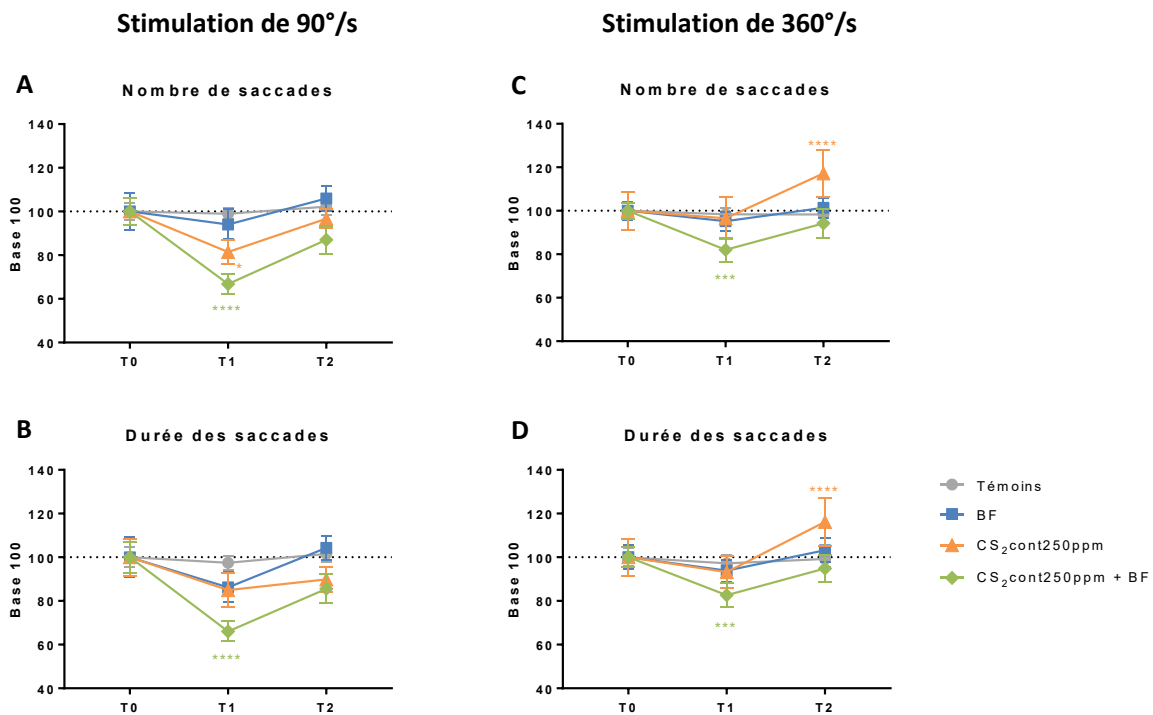 Stimulation de 90°/s
Stimulation de 360°/s
A
Nombre de saccades
140
120
100
80
60
40
Base 100
T0
T1
T2
*
****
C
Nombre de saccades
140
120
100
80
60
40
Base 100
T0
T1
T2
****
***
B
Durée des saccades
140
120
100
80
60
40
Base 100
T0
T1
T2
****
D
Durée des saccades
140
120
100
80
60
40
Base 100
T0
T1
T2
****
***
Témoins
BF
CS₂cont250ppm
CS₂cont250ppm + BF